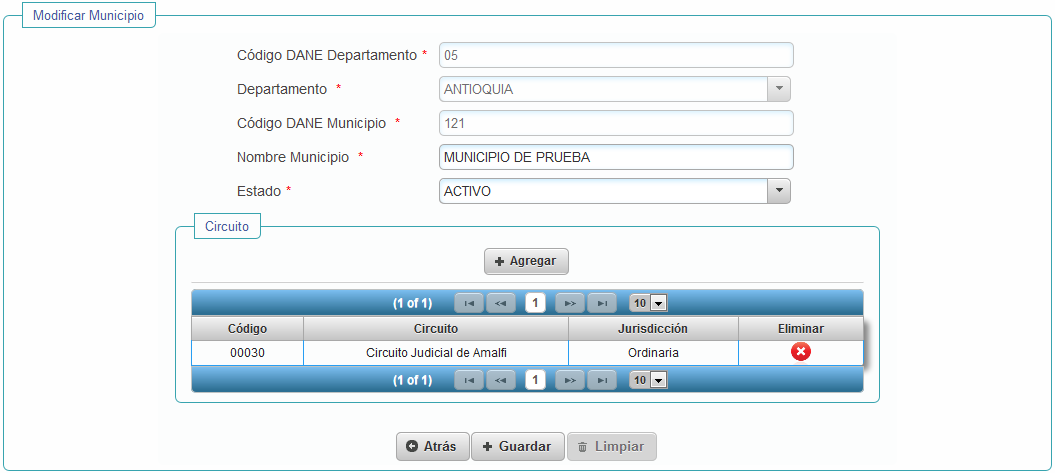 Modificar Municipio
Código DANE Departamento * 05
Departamento * ANTIOQUIA
Código DANE Municipio * 121
Nombre Municipio * MUNICIPIO DE PRUEBA
Estado * ACTIVO
Circuito
Agregar
(1 of 1) 1 10
Código Circuito Jurisdicción Eliminar
00030 Circuito Judicial de Amalfi Ordinaria
(1 of 1) 1 10
Atrás Guardar Limpiar